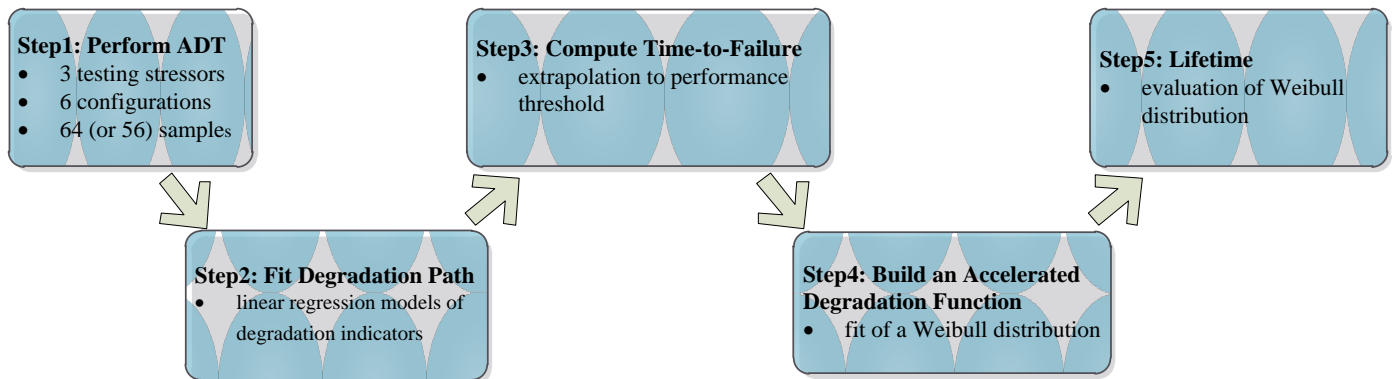 Step1: Perform ADT
• 3 testing stressors
• 6 configurations
• 64 (or 56) samples
Step2: Fit Degradation Path
• linear regression models of
degradation indicators
Step3: Compute Time-to-Failure
• extrapolation to performance
threshold
Step4: Build an Accelerated
Degradation Function
• fit of a Weibull distribution
Step5: Lifetime
• evaluation of Weibull
distribution